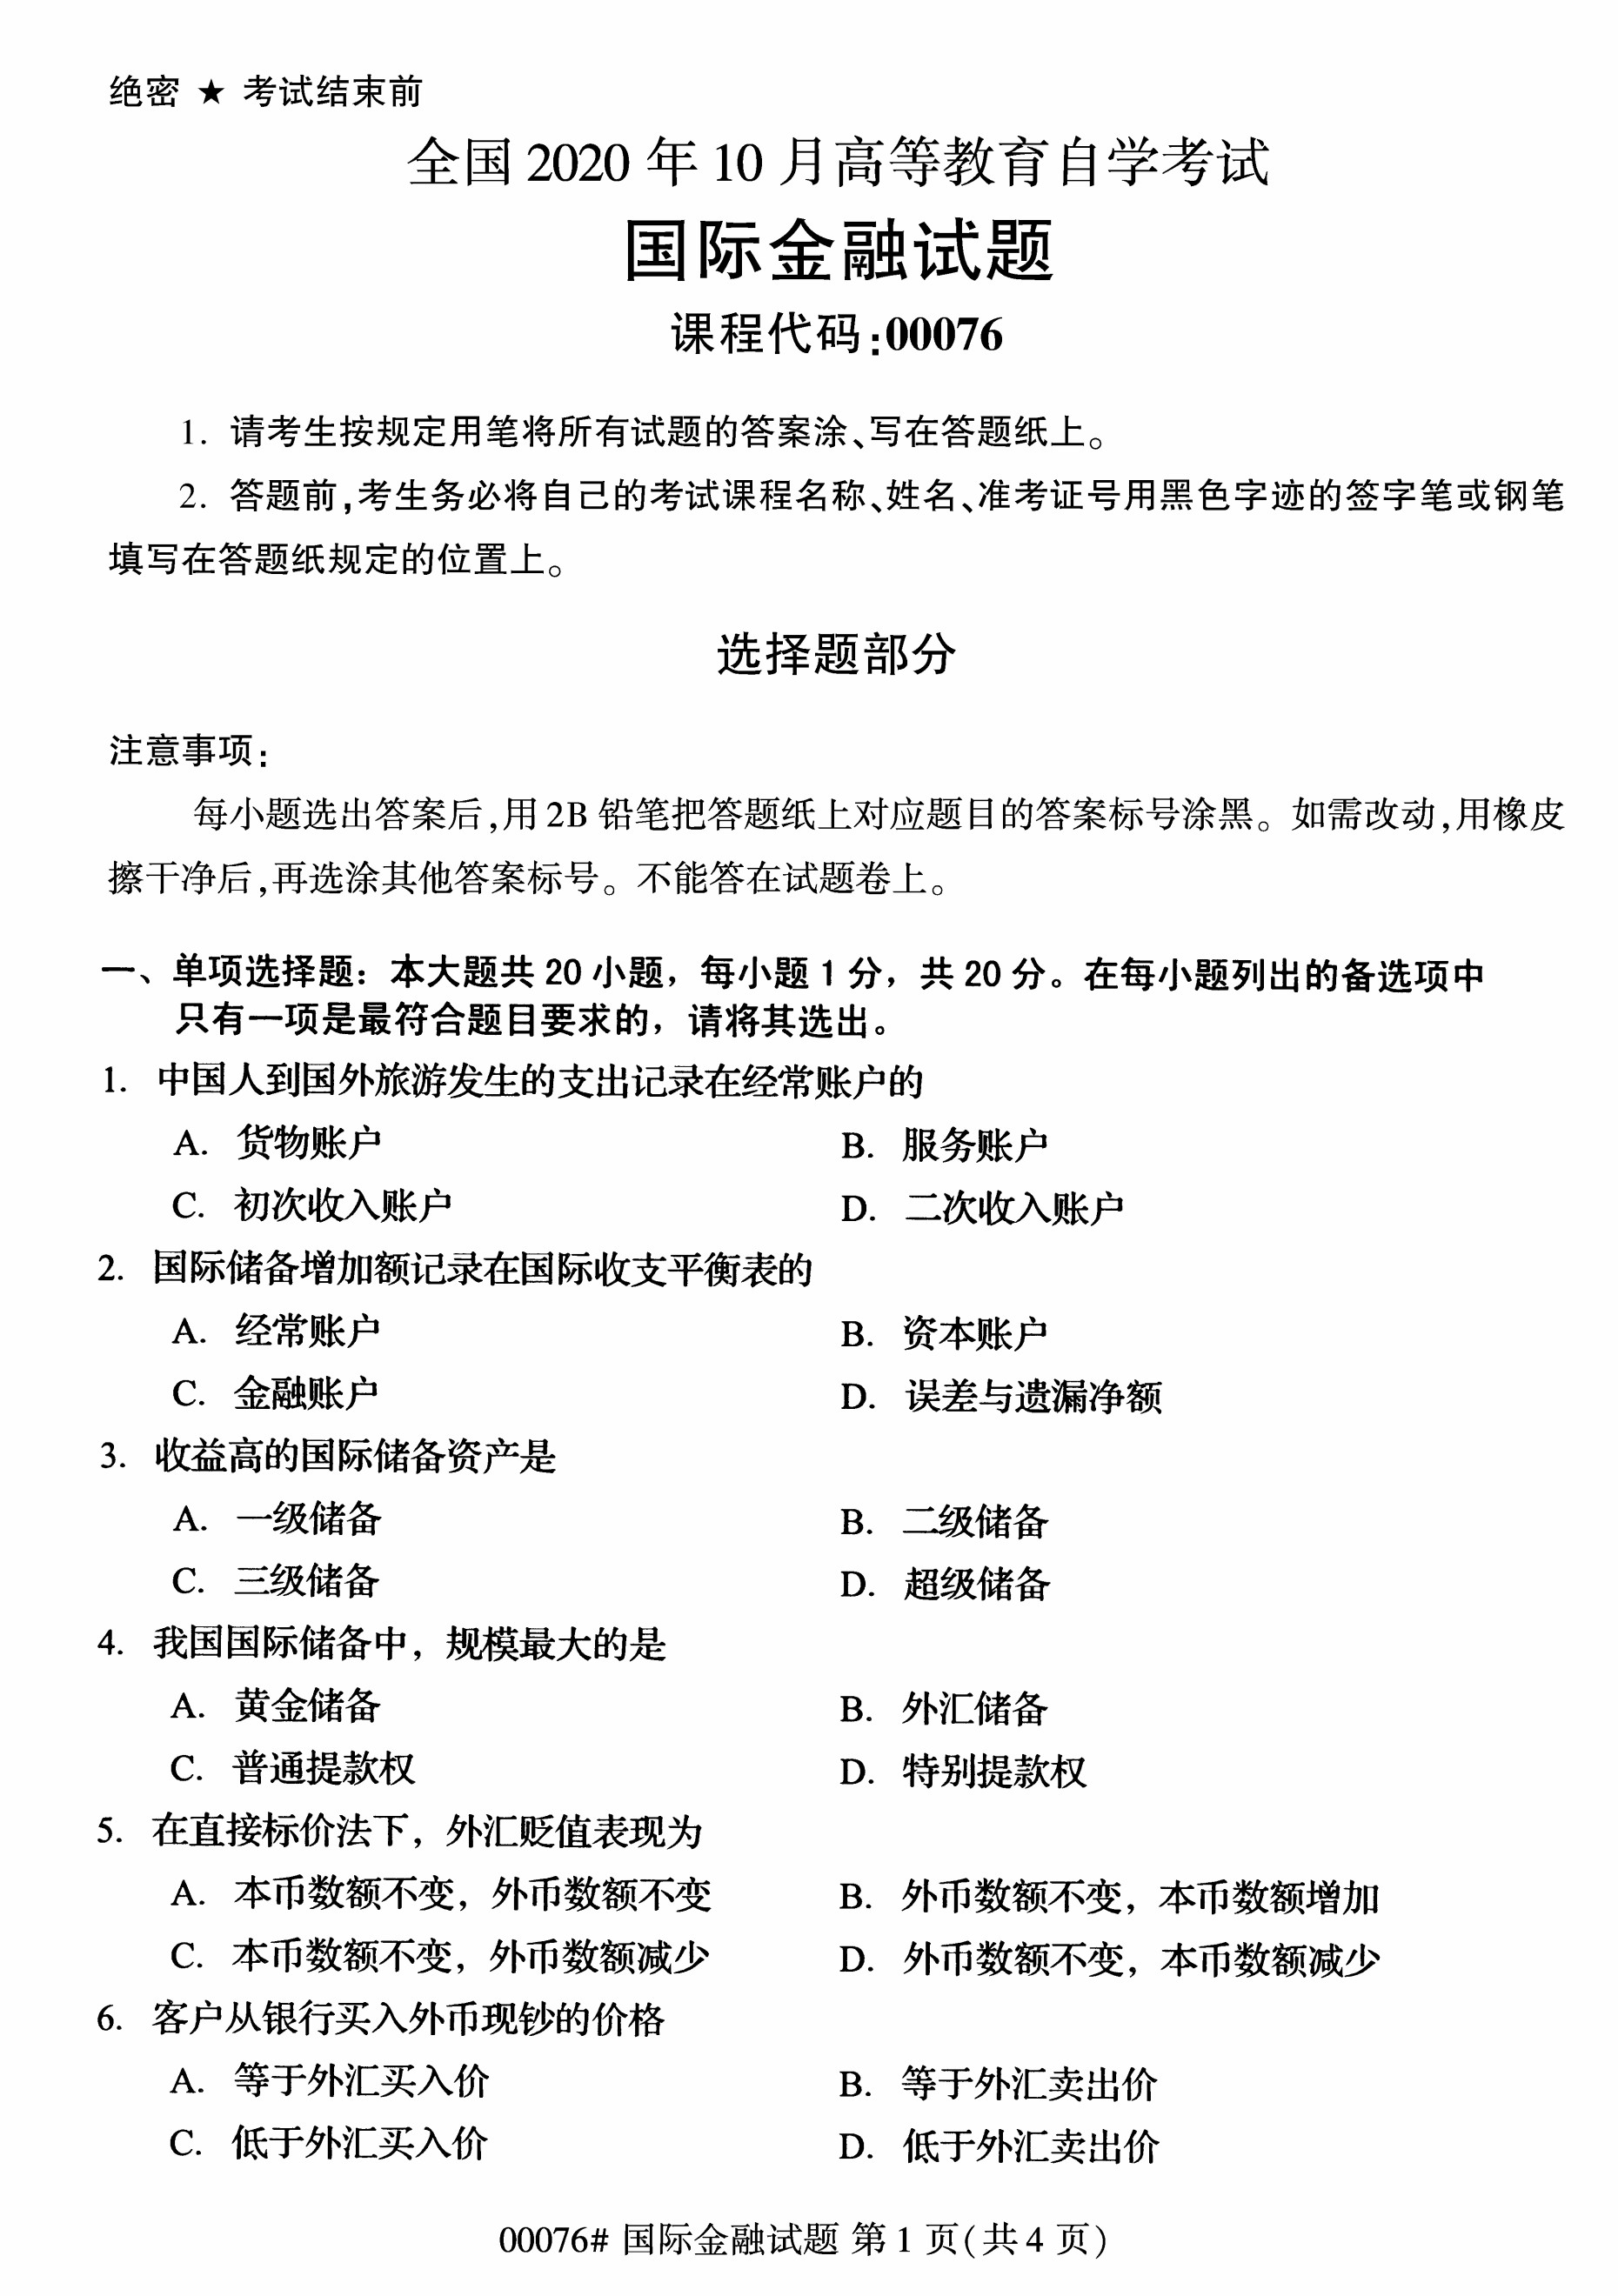 绝密 ★ 考试结束前
全国 2020 年 10 月高等教育自学考试
国际金融试题
课程代码:00076
1. 请考生按规定用笔将所有试题的答案涂、写在答题纸上。
2. 答题前,考生务必将自己的考试课程名称、姓名、准考证号用黑色字迹的签字笔或钢笔
填写在答题纸规定的位置上。
选择题部分
注意事项:
每小题选出答案后,用 2B 铅笔把答题纸上对应题目的答案标号涂黑。如需改动,用橡皮
擦干净后,再选涂其他答案标号。不能答在试题卷上。
一、单项选择题：本大题共 20 小题，每小题 1 分，共 20 分。在每小题列出的备选项中
只有一项是最符合题目要求的，请将其选出。
1. 中国人到国外旅游发生的支出记录在经常账户的
A. 货物账户 B. 服务账户
C. 初次收入账户 D. 二次收入账户
2. 国际储备增加额记录在国际收支平衡表的
A. 经常账户 B. 资本账户
C. 金融账户 D. 误差与遗漏净额
3. 收益高的国际储备资产是
A. 一级储备 B. 二级储备
C. 三级储备 D. 超级储备
4. 我国国际储备中，规模最大的是
A. 黄金储备 B. 外汇储备
C. 普通提款权 D. 特别提款权
5. 在直接标价法下，外汇贬值表现为
A. 本币数额不变，外币数额不变 B. 外币数额不变，本币数额增加
C. 本币数额不变，外币数额减少 D. 外币数额不变，本币数额减少
6. 客户从银行买入外币现钞的价格
A. 等于外汇买入价 B. 等于外汇卖出价
C. 低于外汇买入价 D. 低于外汇卖出价
00076# 国际金融试题 第 1 页(共 4 页)